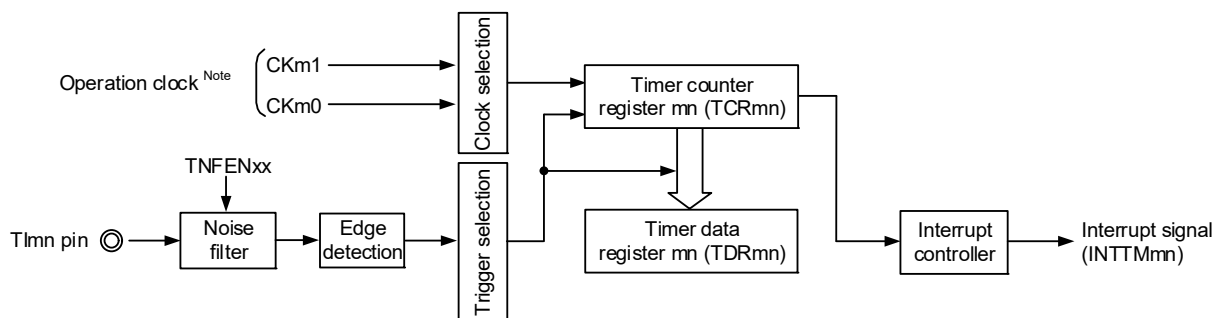 Operation clock Note
CKm1
CKm0
Clock selection
Timer counter
register mn (TCRmn)
TNFENxx
TImn pin
Noise
filter
Edge
detection
Trigger selection
Timer data
register mn (TDRmn)
Interrupt
controller
Interrupt signal
(INTTMmn)